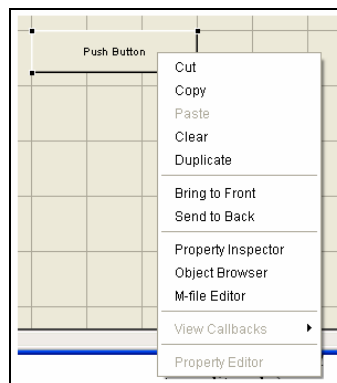 Push Button
Cut
Copy
Paste
Clear
Duplicate
Bring to Front
Send to Back
Property Inspector
Object Browser
M-file Editor
View Callbacks
Property Editor